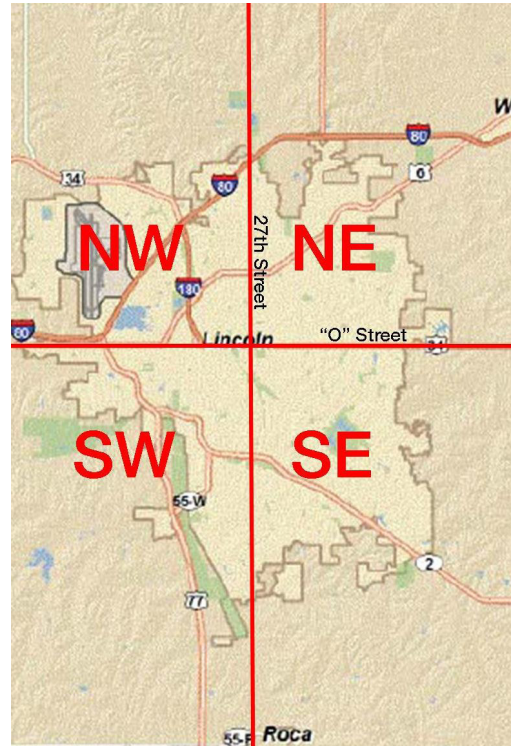 W
80
6
34
80
NW
27th Street
NE
180
80
Lincoln
"O" Street
34
SW
SE
55-W
2
77
55-F
Roca